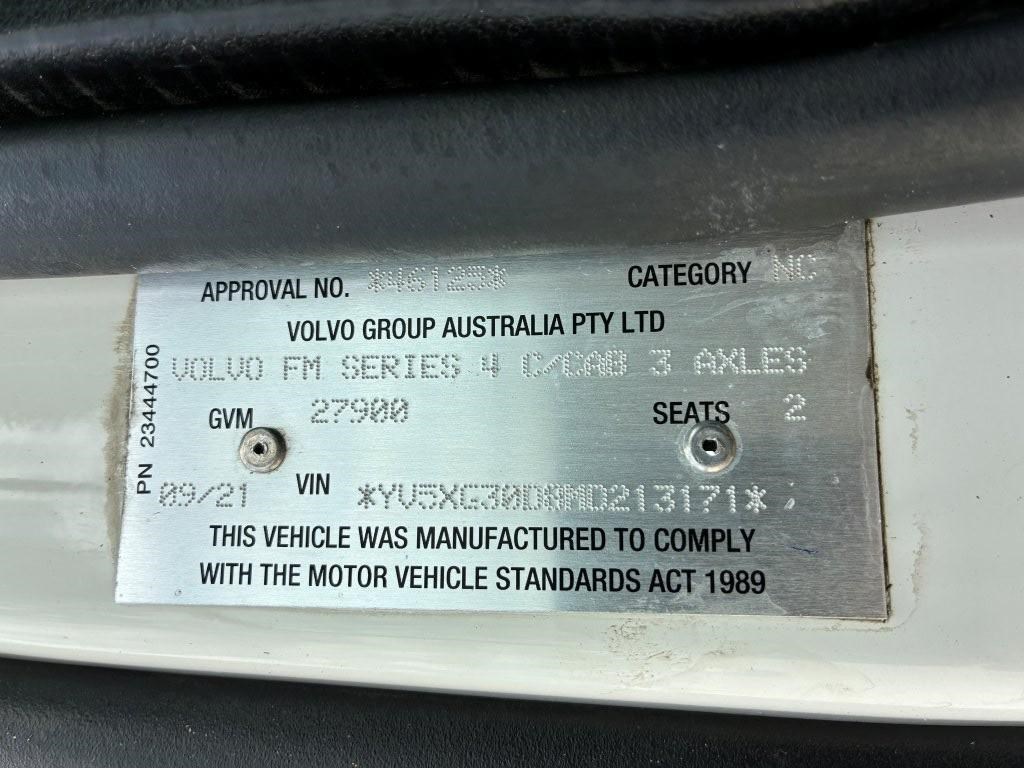 APPROVAL NO. *46125* CATEGORY NC
VOLVO GROUP AUSTRALIA PTY LTD
VOLVO FM SERIES 4 C/CAB 3 AXLES
GVM 27900 SEATS 2
09/21 VIN *YV5XG30D8MD213171*
THIS VEHICLE WAS MANUFACTURED TO COMPLY
WITH THE MOTOR VEHICLE STANDARDS ACT 1989
PN 23444700